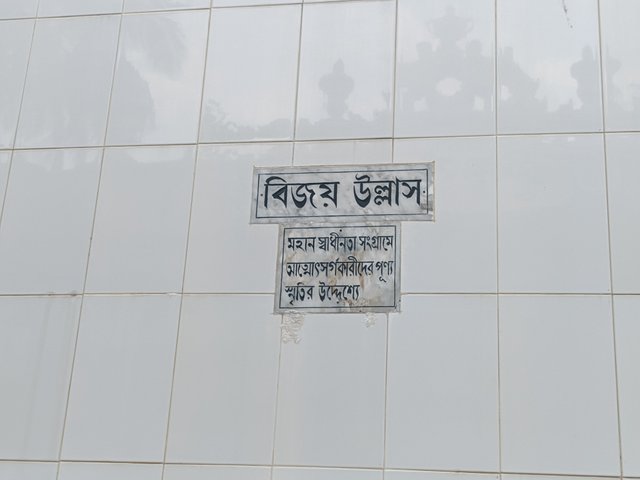 বিজয় উল্লাস
মহান স্বাধীনতা সংগ্রামে
আত্মোৎসর্গকারীদের পূণ্য
স্মৃতির উদ্দেশ্যে